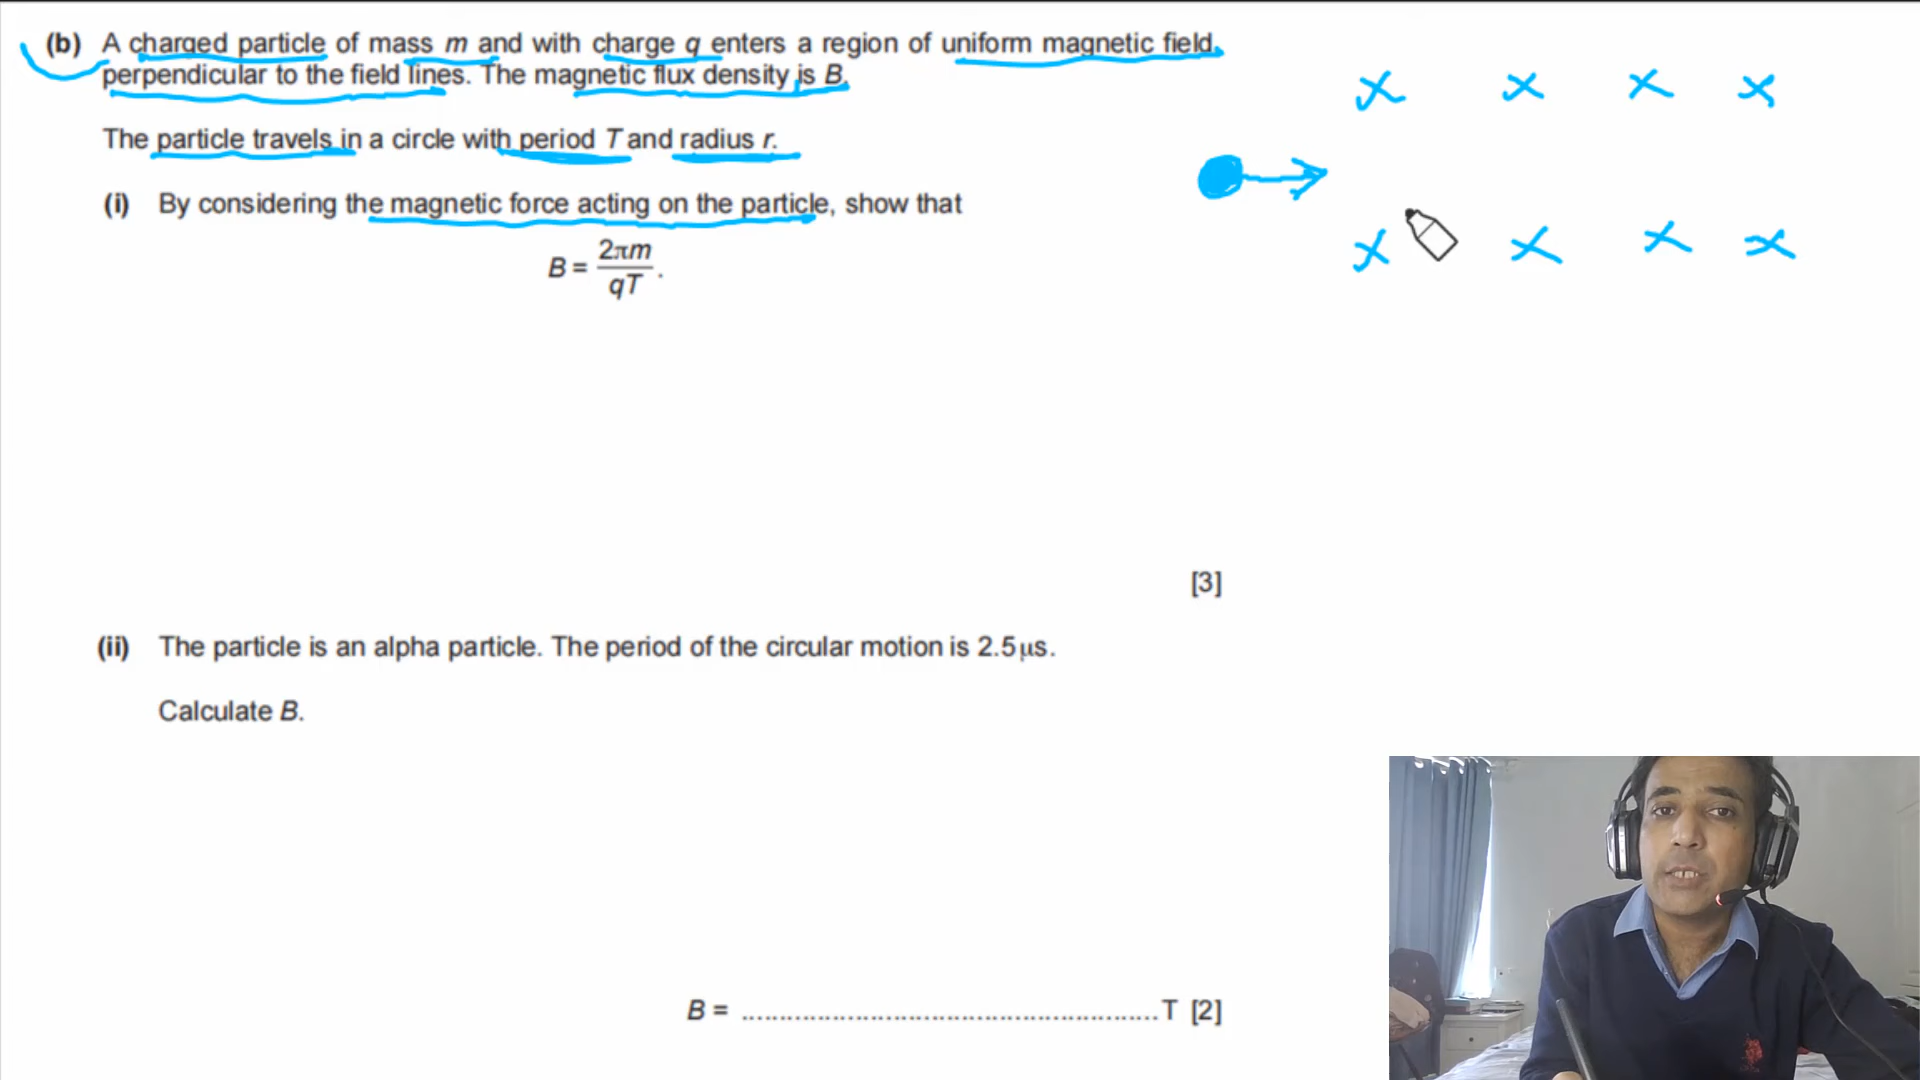 (b) A charged particle of mass m and with charge q enters a region of uniform magnetic field,
perpendicular to the field lines. The magnetic flux density is B.
The particle travels in a circle with period T and radius r.
(i) By considering the magnetic force acting on the particle, show that
B = 2πm / qT .
[3]
(ii) The particle is an alpha particle. The period of the circular motion is 2.5 µs.
Calculate B.
B = ........................................................ T [2]